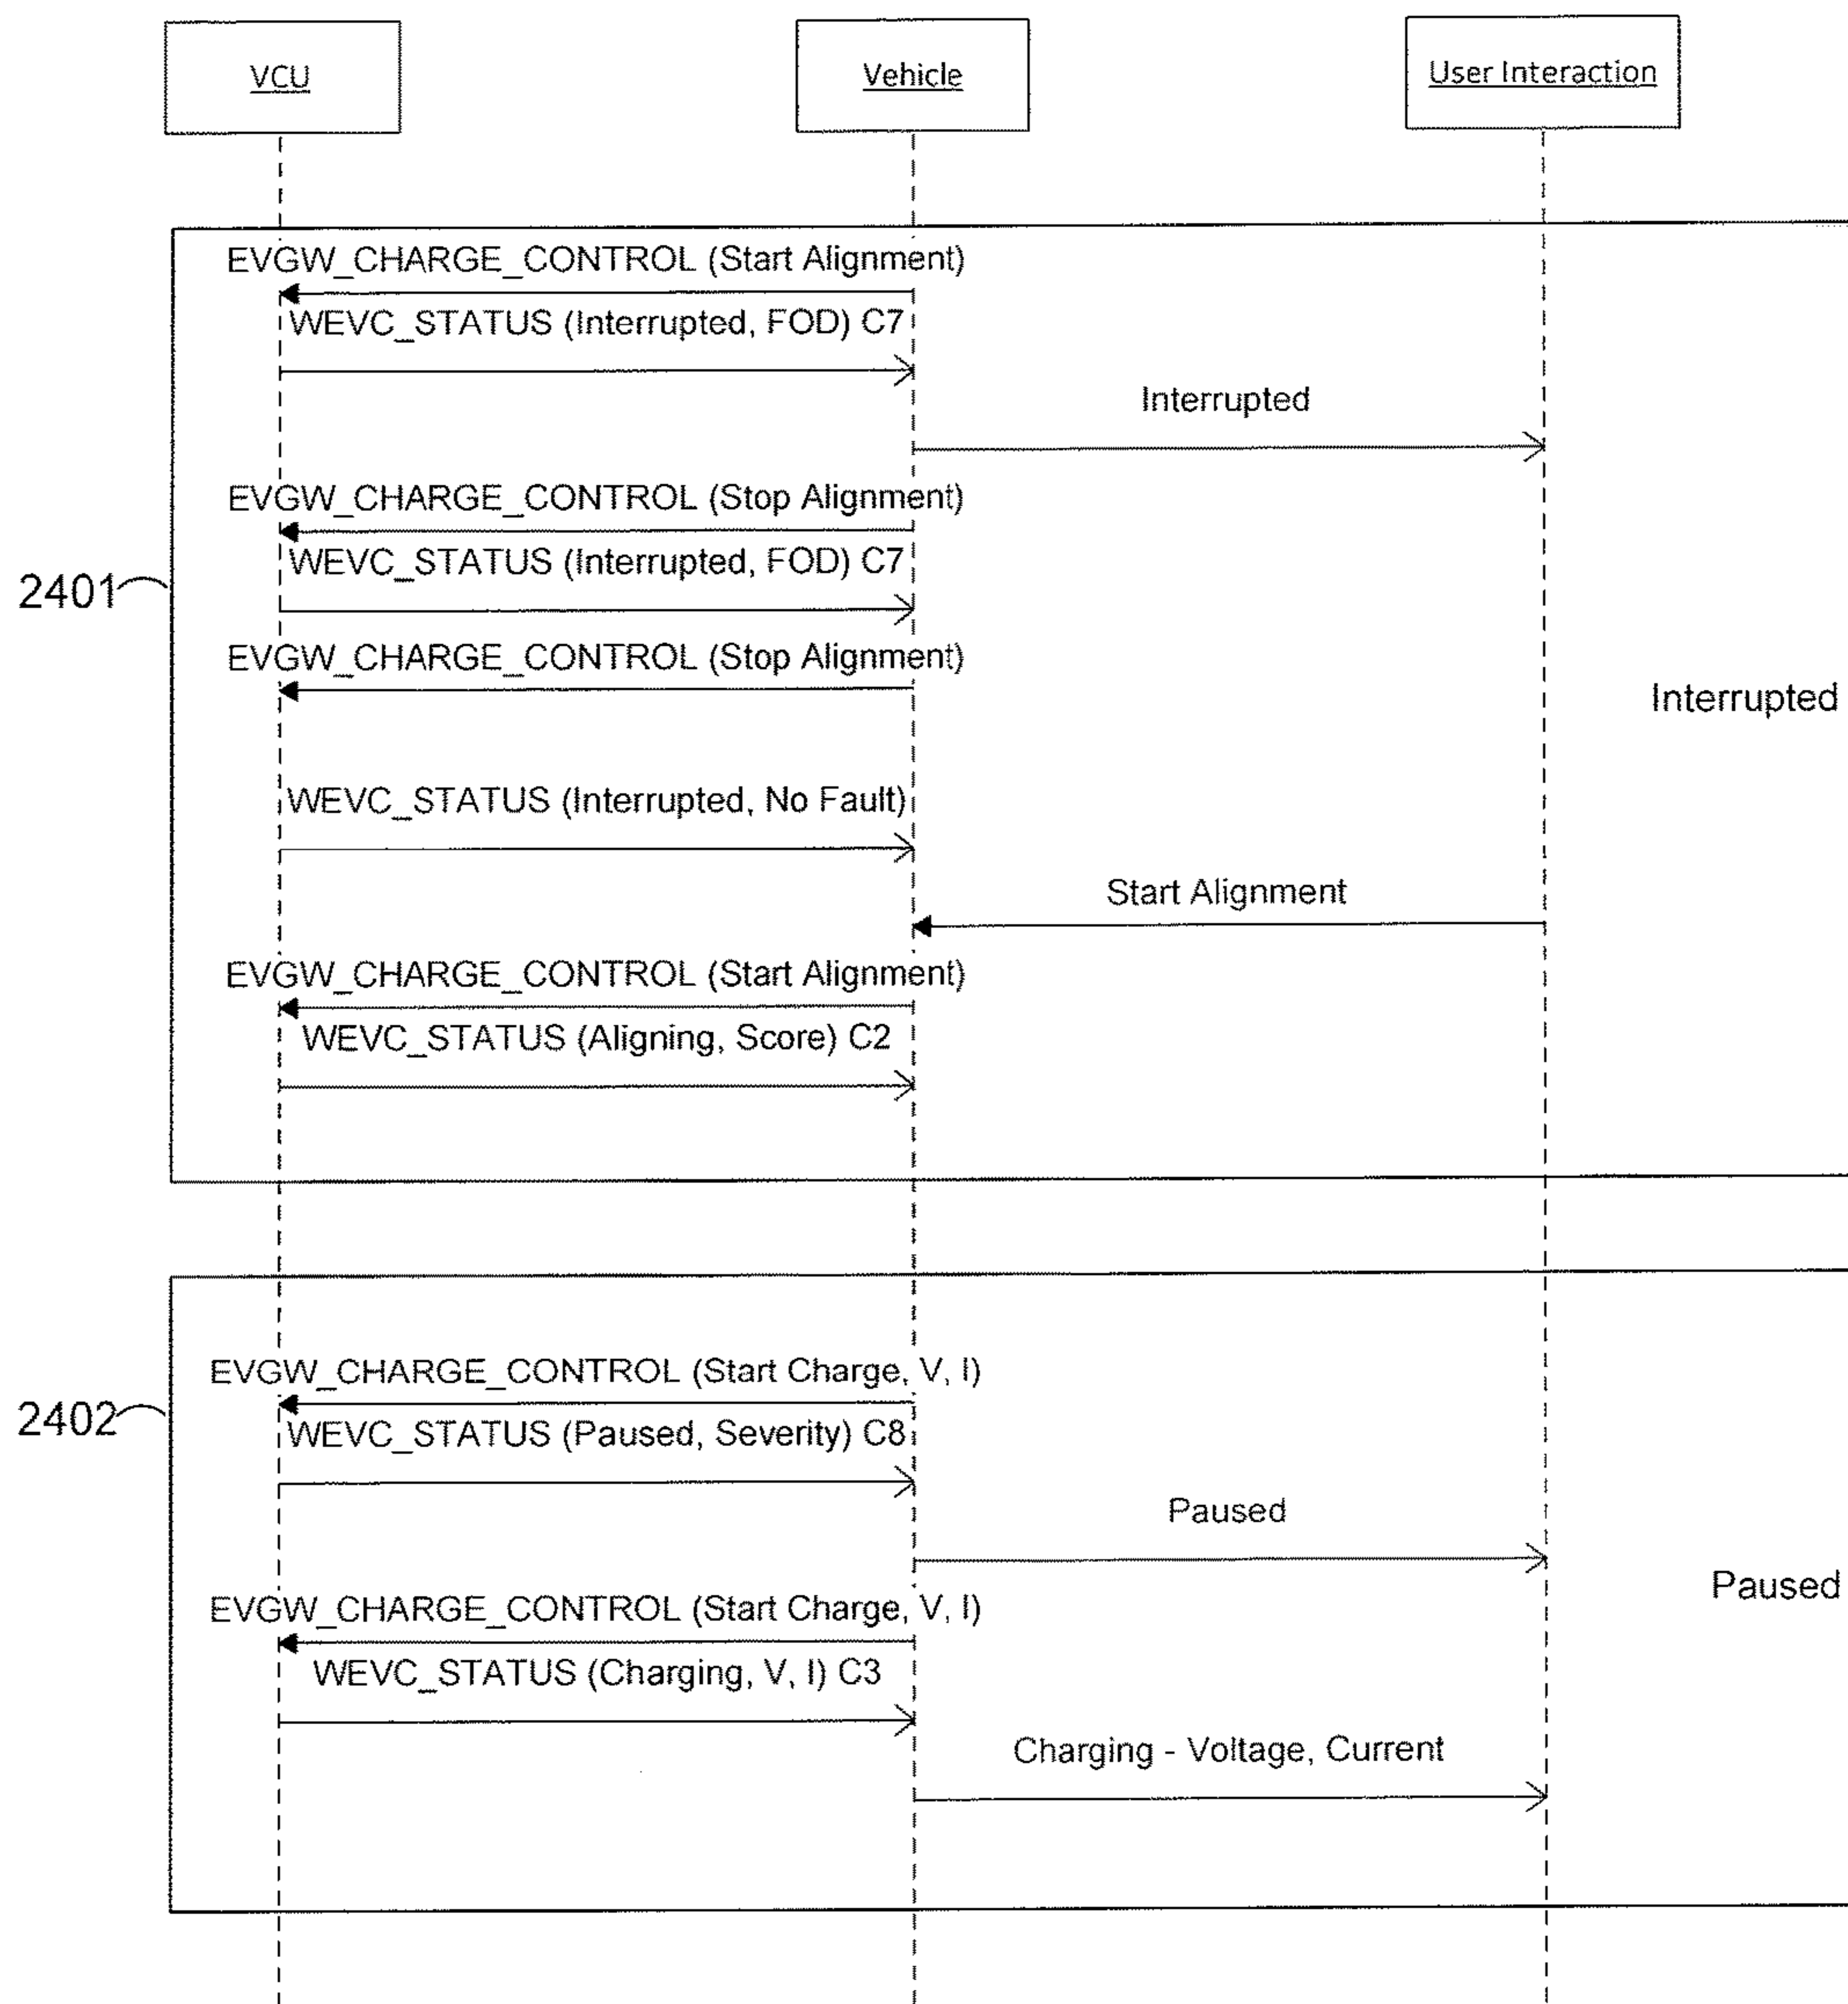 VCU
Vehicle
User Interaction
EVGW_CHARGE_CONTROL (Start Alignment)
WEVC_STATUS (Interrupted, FOD) C7
Interrupted
EVGW_CHARGE_CONTROL (Stop Alignment)
WEVC_STATUS (Interrupted, FOD) C7
2401
EVGW_CHARGE_CONTROL (Stop Alignment)
Interrupted
WEVC_STATUS (Interrupted, No Fault)
Start Alignment
EVGW_CHARGE_CONTROL (Start Alignment)
WEVC_STATUS (Aligning, Score) C2
EVGW_CHARGE_CONTROL (Start Charge, V, I)
2402
WEVC_STATUS (Paused, Severity) C8
Paused
Paused
EVGW_CHARGE_CONTROL (Start Charge, V, I)
WEVC_STATUS (Charging, V, I) C3
Charging - Voltage, Current